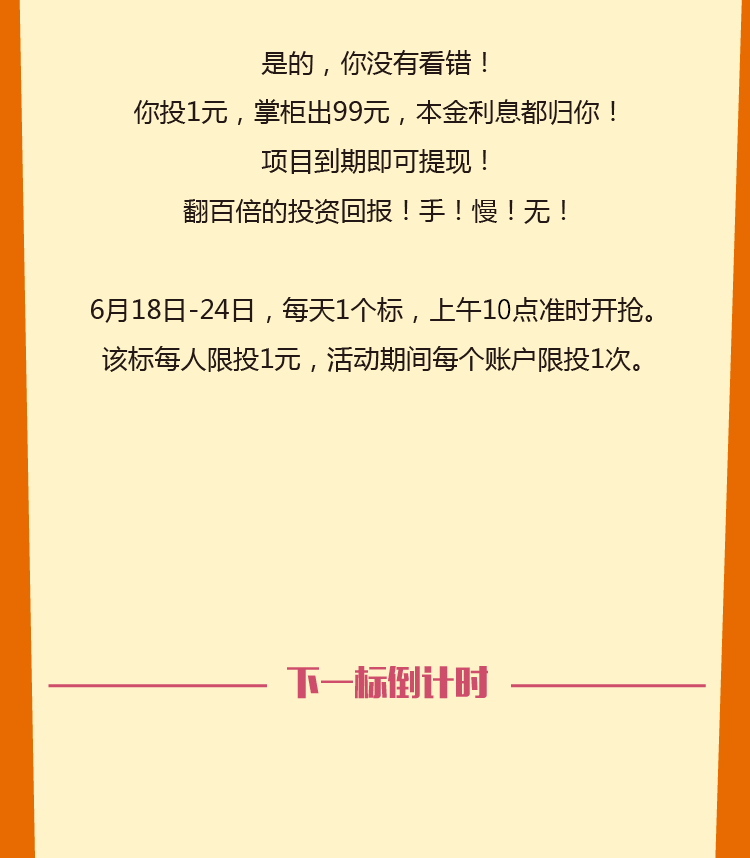 是的，你没有看错！
你投1元，掌柜出99元，本金利息都归你！
项目到期即可提现！
翻百倍的投资回报！手！慢！无！
6月18日-24日，每天1个标，上午10点准时开抢。
该标每人限投1元，活动期间每个账户限投1次。
下一标倒计时